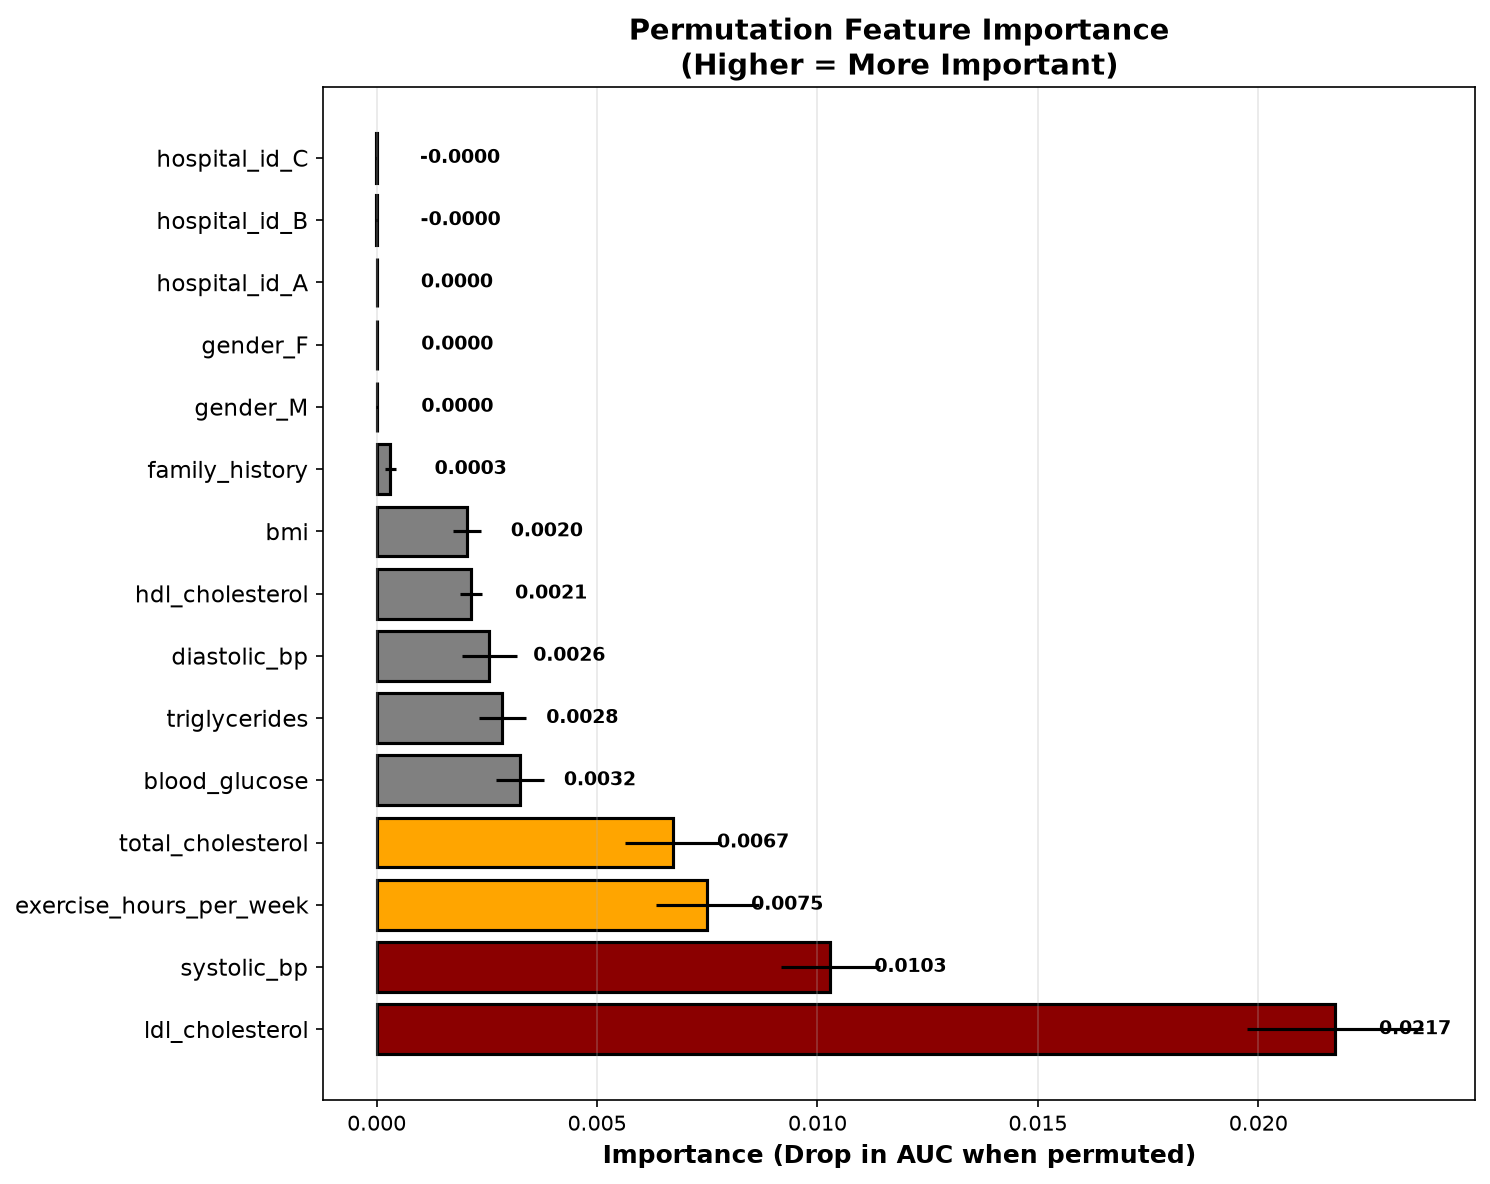 Permutation Feature Importance
(Higher = More Important)
hospital_id_C -0.0000
hospital_id_B -0.0000
hospital_id_A 0.0000
gender_F 0.0000
gender_M 0.0000
family_history 0.0003
bmi 0.0020
hdl_cholesterol 0.0021
diastolic_bp 0.0026
triglycerides 0.0028
blood_glucose 0.0032
total_cholesterol 0.0067
exercise_hours_per_week 0.0075
systolic_bp 0.0103
ldl_cholesterol 0.0217
0.000 0.005 0.010 0.015 0.020
Importance (Drop in AUC when permuted)